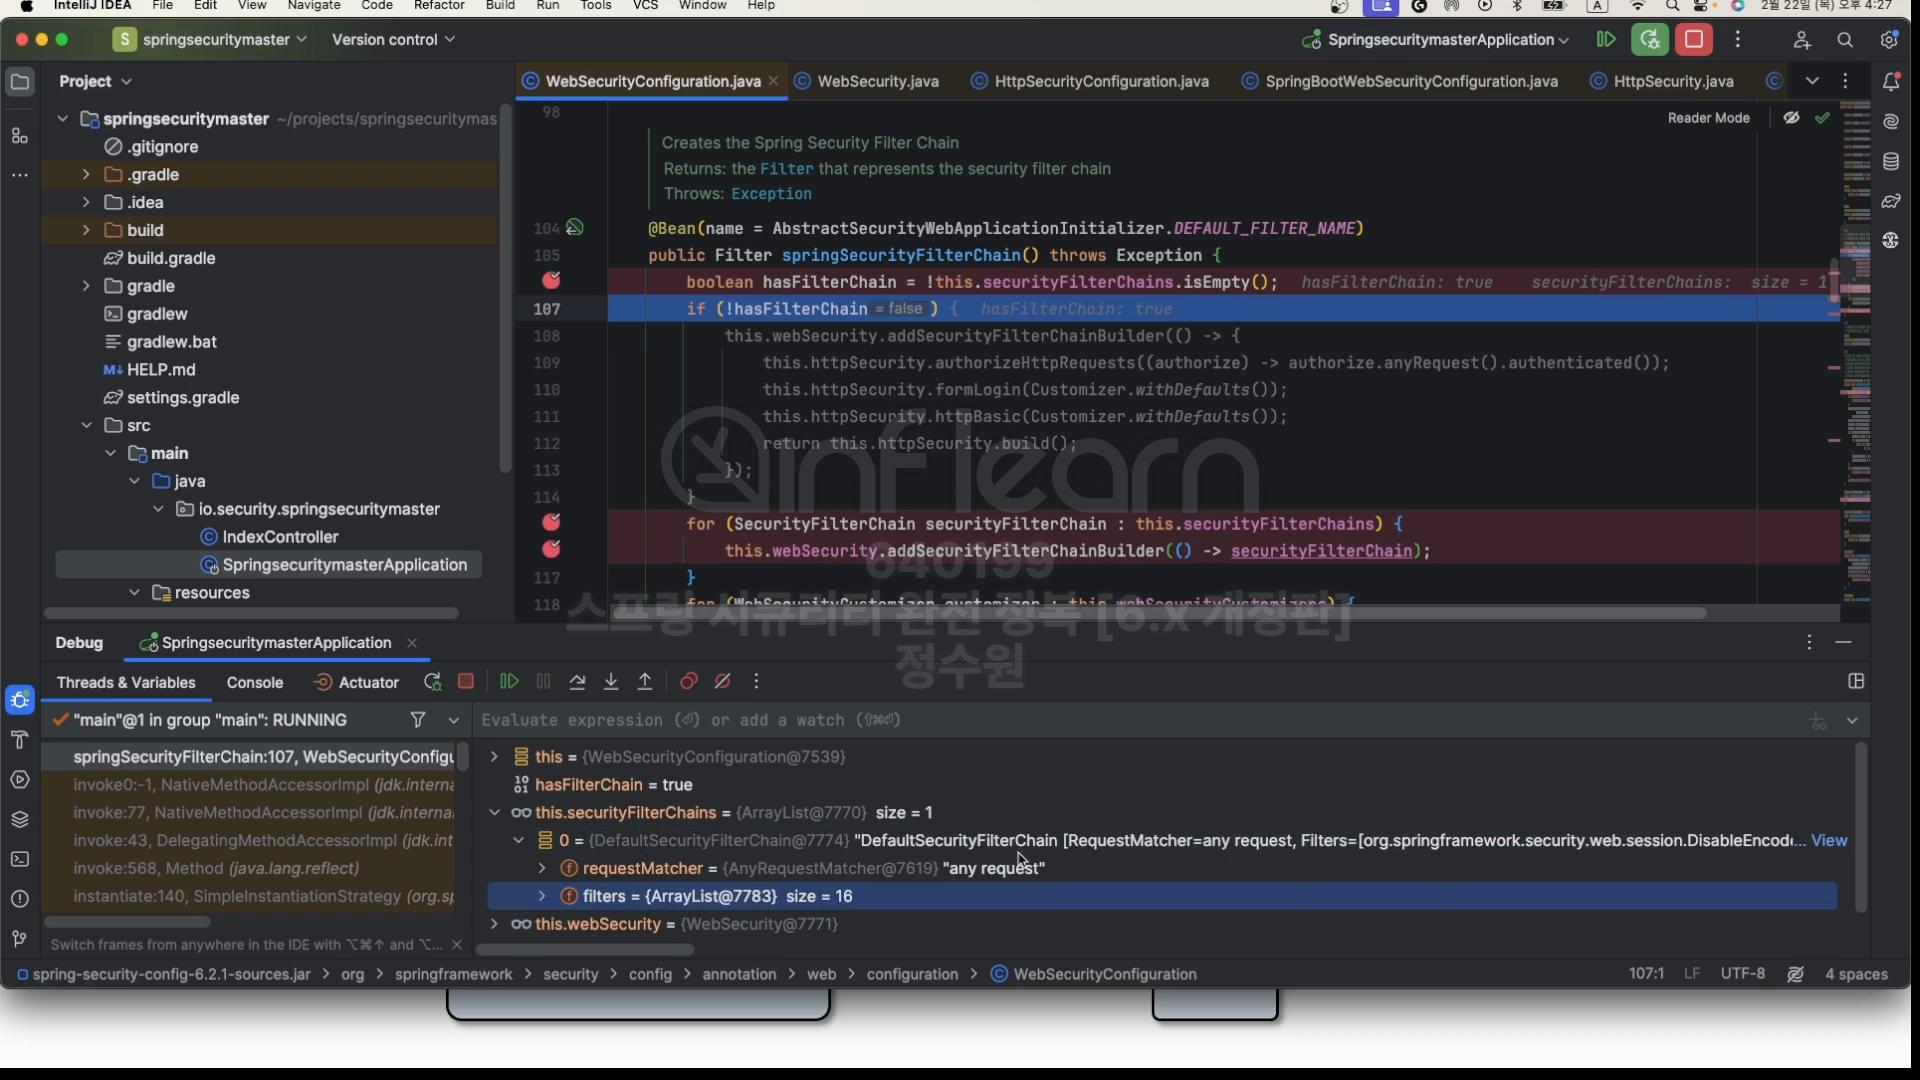 IntelliJ IDEA File Edit View Navigate Code Refactor Build Run Tools VCS Window Help A 2월 22일 (목) 오후 4:27
S springsecuritymaster Version control SpringsecuritymasterApplication
Project
WebSecurityConfiguration.java WebSecurity.java HttpSecurityConfiguration.java SpringBootWebSecurityConfiguration.java HttpSecurity.java
springsecuritymaster ~/projects/springsecuritymas
.gitignore
.gradle
.idea
build
build.gradle
gradle
gradlew
gradlew.bat
M↓ HELP.md
settings.gradle
src
main
java
io.security.springsecuritymaster
IndexController
SpringsecuritymasterApplication
resources
98
Reader Mode
Creates the Spring Security Filter Chain
Returns: the Filter that represents the security filter chain
Throws: Exception
104 @Bean(name = AbstractSecurityWebApplicationInitializer.DEFAULT_FILTER_NAME)
105 public Filter springSecurityFilterChain() throws Exception {
boolean hasFilterChain = !this.securityFilterChains.isEmpty(); hasFilterChain: true securityFilterChains: size = 1
107 if (!hasFilterChain = false ) { hasFilterChain: true
108 this.webSecurity.addSecurityFilterChainBuilder(() -> {
109 this.httpSecurity.authorizeHttpRequests((authorize) -> authorize.anyRequest().authenticated());
110 this.httpSecurity.formLogin(Customizer.withDefaults());
111 this.httpSecurity.httpBasic(Customizer.withDefaults());
112 return this.httpSecurity.build();
113 });
114 }
for (SecurityFilterChain securityFilterChain : this.securityFilterChains) {
this.webSecurity.addSecurityFilterChainBuilder(() -> securityFilterChain);
117 }
118 for (WebSecurityCustomizer customizer : this.webSecurityCustomizers) {
inflearn
640199
스프링 시큐리티 완전 정복 [6.x 개정판]
정수원
Debug SpringsecuritymasterApplication
Threads & Variables Console Actuator
"main"@1 in group "main": RUNNING
springSecurityFilterChain:107, WebSecurityConfigu
invoke0:-1, NativeMethodAccessorImpl (jdk.interna
invoke:77, NativeMethodAccessorImpl (jdk.interna
invoke:43, DelegatingMethodAccessorImpl (jdk.int
invoke:568, Method (java.lang.reflect)
instantiate:140, SimpleInstantiationStrategy (org.sp
Switch frames from anywhere in the IDE with ⌥⌘↑ and ⌥...
Evaluate expression (⏎) or add a watch (⇧⌘⏎)
this = {WebSecurityConfiguration@7539}
hasFilterChain = true
this.securityFilterChains = {ArrayList@7770} size = 1
0 = {DefaultSecurityFilterChain@7774} "DefaultSecurityFilterChain [RequestMatcher=any request, Filters=[org.springframework.security.web.session.DisableEncod... View
requestMatcher = {AnyRequestMatcher@7619} "any request"
filters = {ArrayList@7783} size = 16
this.webSecurity = {WebSecurity@7771}
spring-security-config-6.2.1-sources.jar org springframework security config annotation web configuration WebSecurityConfiguration 107:1 LF UTF-8 4 spaces